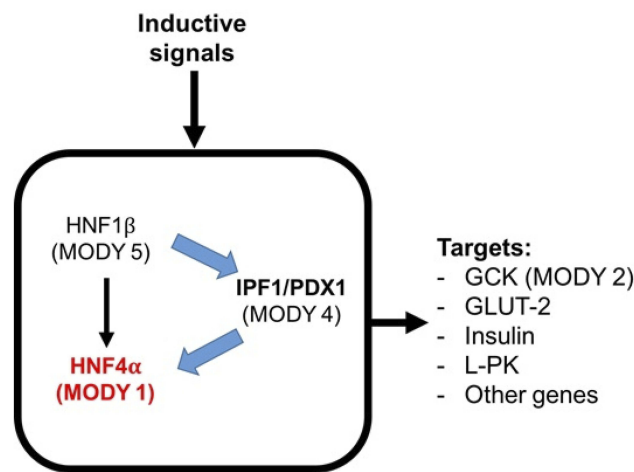 Inductive
signals
HNF1β
(MODY 5)
IPF1/PDX1
(MODY 4)
HNF4α
(MODY 1)
Targets:
- GCK (MODY 2)
- GLUT-2
- Insulin
- L-PK
- Other genes